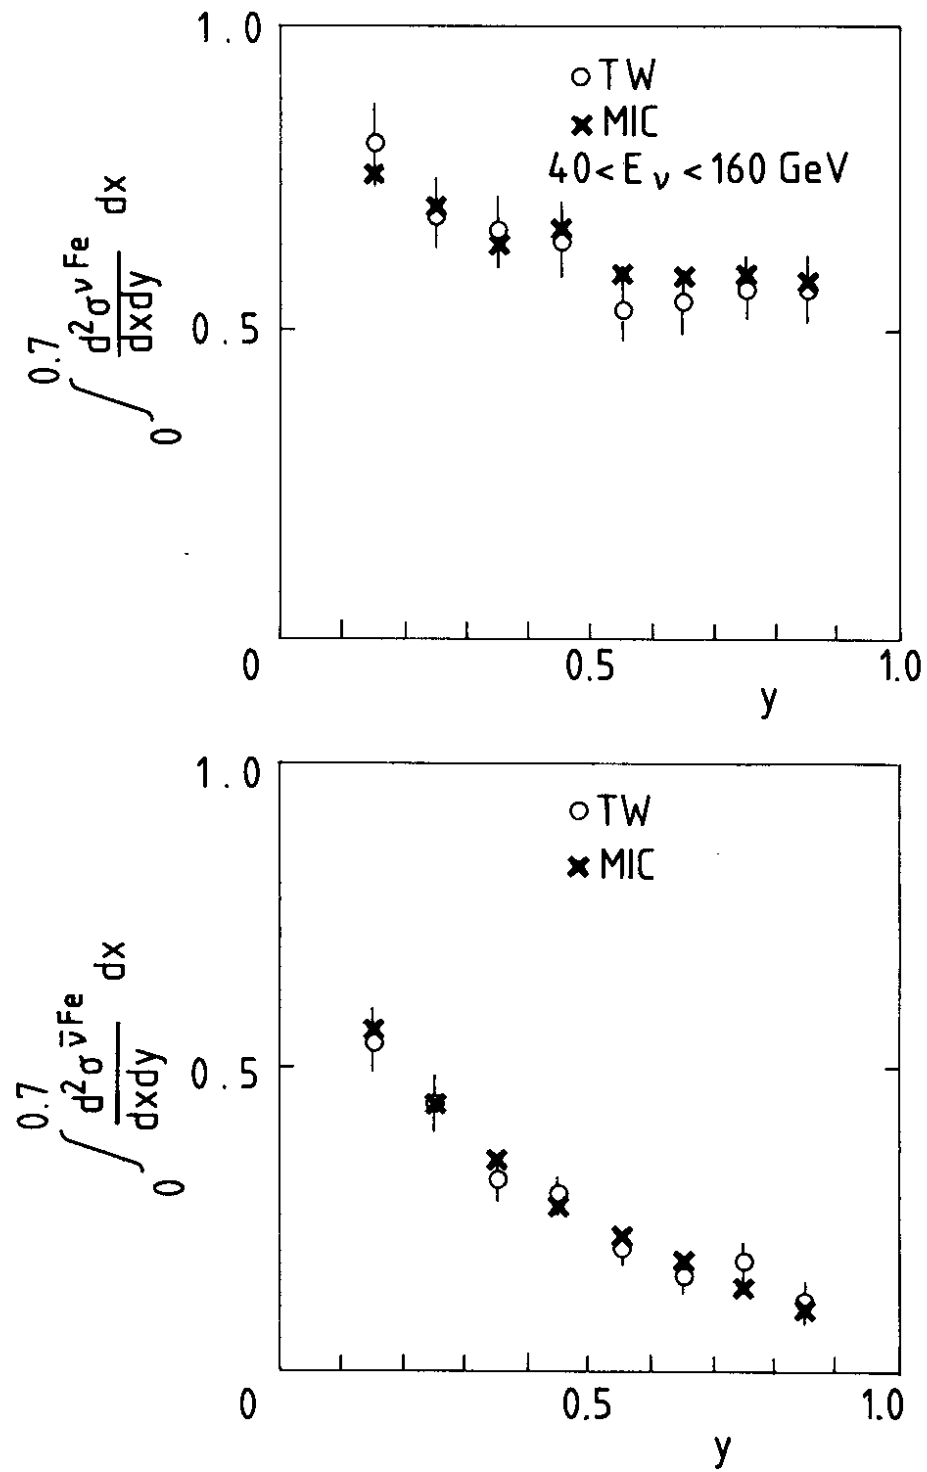 1.0
○ TW
✖ MIC
40 < E ν < 160 GeV
0.5
∫ 0 0.7 d²σ νFe / dxdy dx
0 0.5 1.0
y
1.0
○ TW
✖ MIC
0.5
∫ 0 0.7 d²σ ν̄Fe / dxdy dx
0 0.5 1.0
y